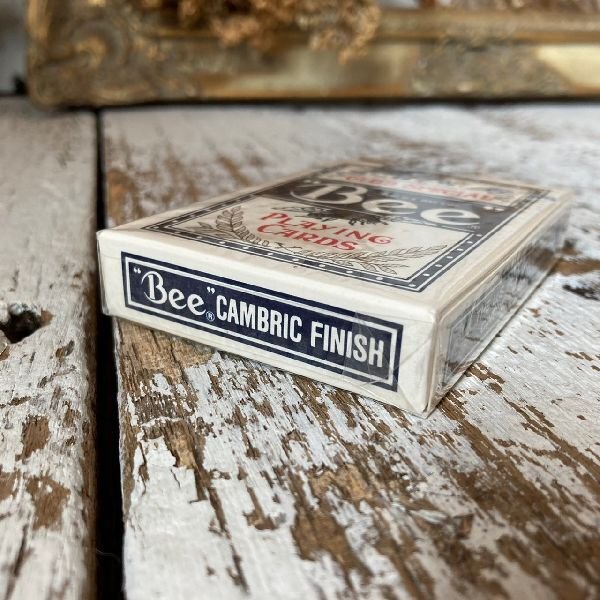 "Bee"
PLAYING
CARDS
"Bee"® CAMBRIC FINISH